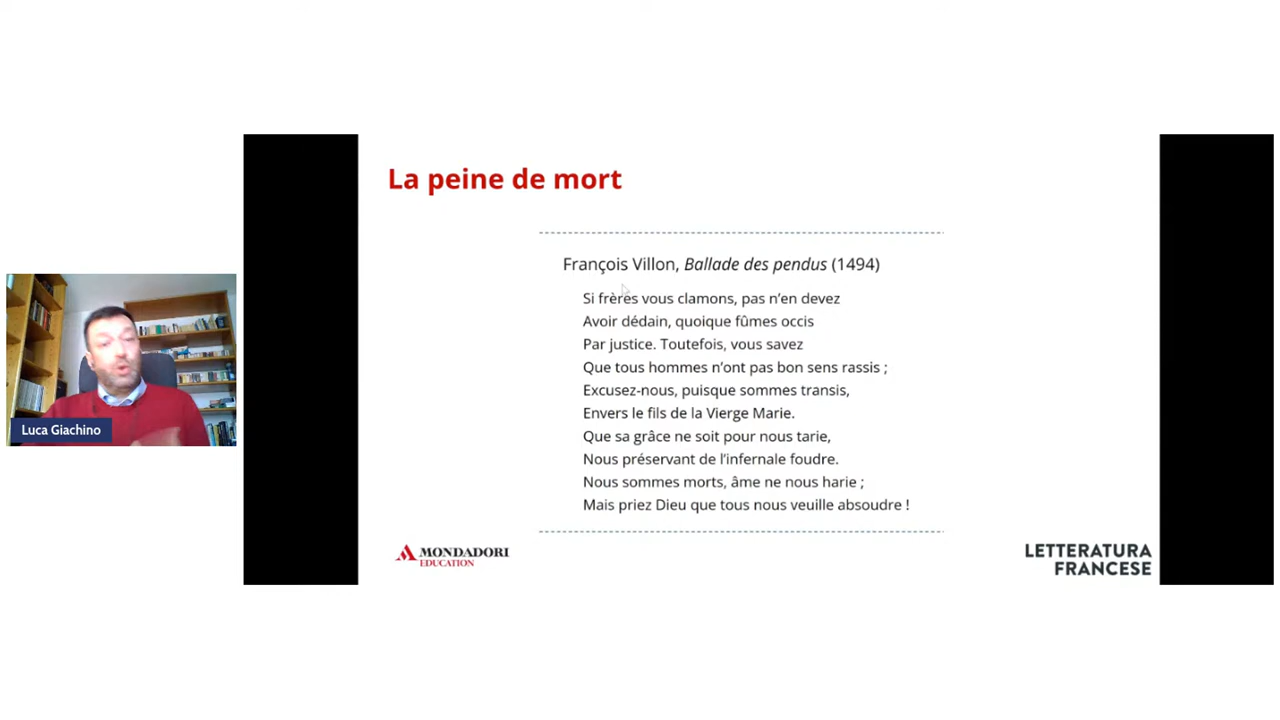 La peine de mort
François Villon, Ballade des pendus (1494)
Si frères vous clamons, pas n’en devez
Avoir dédain, quoique fûmes occis
Par justice. Toutefois, vous savez
Que tous hommes n’ont pas bon sens rassis ;
Excusez-nous, puisque sommes transis,
Envers le fils de la Vierge Marie.
Que sa grâce ne soit pour nous tarie,
Nous préservant de l’infernale foudre.
Nous sommes morts, âme ne nous harie ;
Mais priez Dieu que tous nous veuille absoudre !
Luca Giachino
MONDADORI
EDUCATION
LETTERATURA
FRANCESE